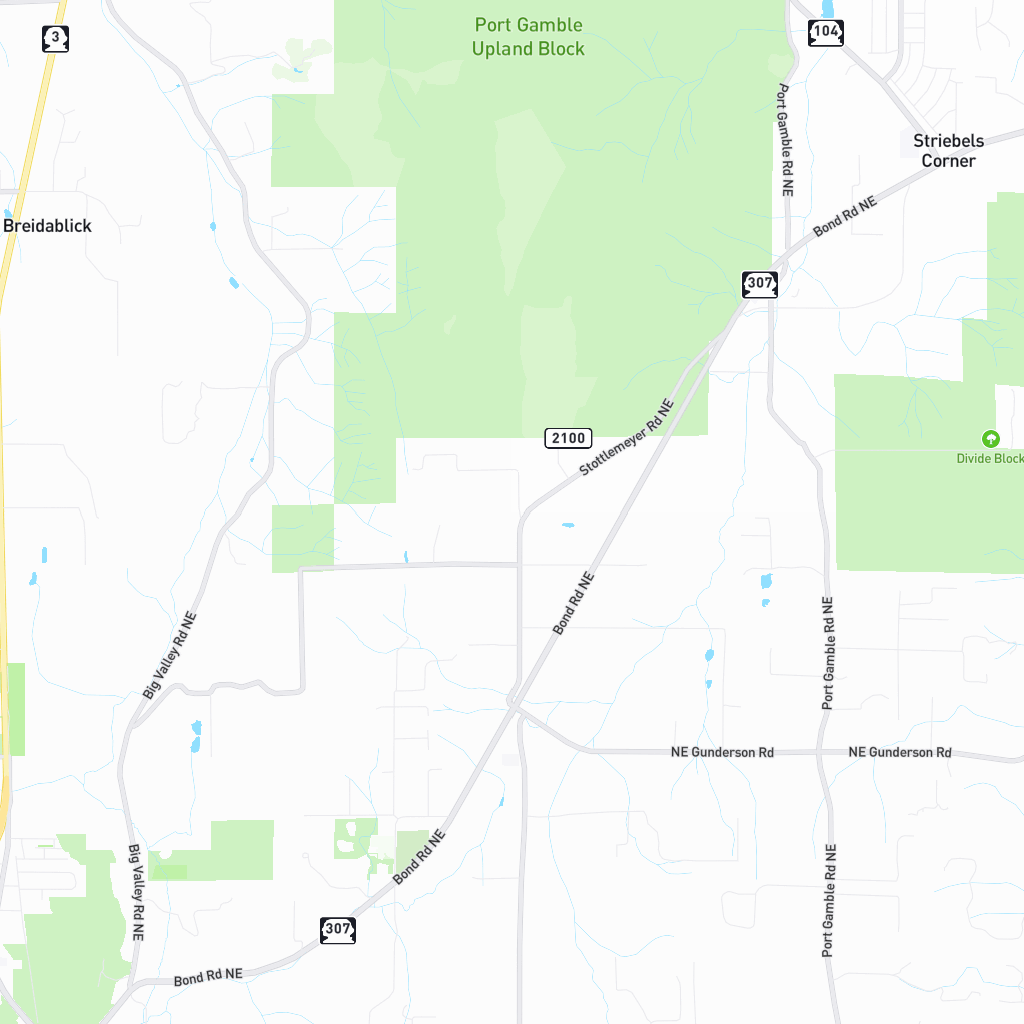 Port Gamble
Upland Block
3
104
Port Gamble Rd NE
Striebels
Corner
Bond Rd NE
Breidablick
307
2100
Stottlemeyer Rd NE
Divide Block
Bond Rd NE
Big Valley Rd NE
Port Gamble Rd NE
NE Gunderson Rd
NE Gunderson Rd
Bond Rd NE
Big Valley Rd NE
Port Gamble Rd NE
307
Bond Rd NE